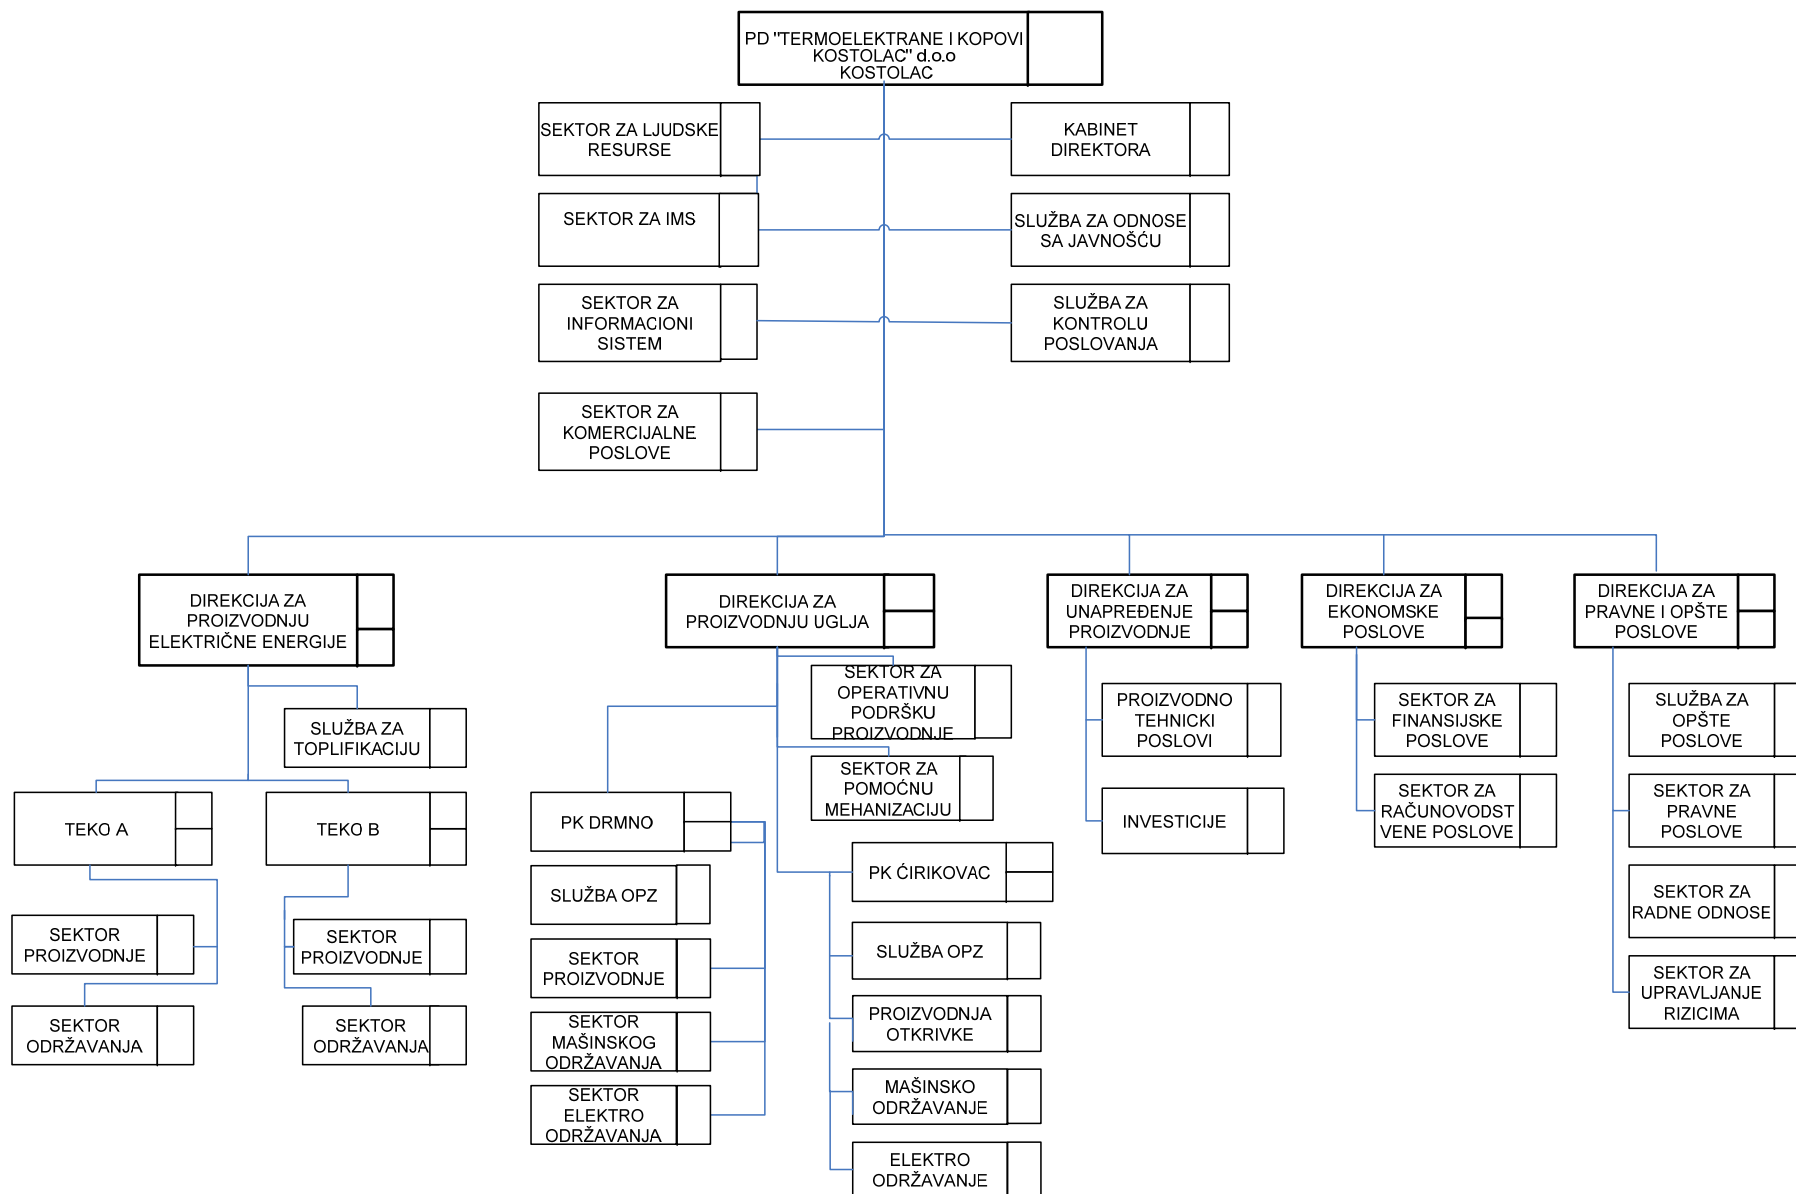 PD "TERMOELEKTRANE I KOPOVI
KOSTOLAC" d.o.o
KOSTOLAC
SEKTOR ZA LJUDSKE
RESURSE
KABINET
DIREKTORA
SEKTOR ZA IMS
SLUŽBA ZA ODNOSE
SA JAVNOŠĆU
SEKTOR ZA
INFORMACIONI
SISTEM
SLUŽBA ZA
KONTROLU
POSLOVANJA
SEKTOR ZA
KOMERCIJALNE
POSLOVE
DIREKCIJA ZA
PROIZVODNJU
ELEKTRIČNE ENERGIJE
DIREKCIJA ZA
PROIZVODNJU UGLJA
DIREKCIJA ZA
UNAPREĐENJE
PROIZVODNJE
DIREKCIJA ZA
EKONOMSKE
POSLOVE
DIREKCIJA ZA
PRAVNE I OPŠTE
POSLOVE
SLUŽBA ZA
TOPLIFIKACIJU
TEKO A
TEKO B
SEKTOR
PROIZVODNJE
SEKTOR
PROIZVODNJE
SEKTOR
ODRŽAVANJA
SEKTOR
ODRŽAVANJA
SEKTOR ZA
OPERATIVNU
PODRŠKU
PROIZVODNJE
SEKTOR ZA
POMOĆNU
MEHANIZACIJU
PK DRMNO
SLUŽBA OPZ
SEKTOR
PROIZVODNJE
SEKTOR
MAŠINSKOG
ODRŽAVANJA
SEKTOR
ELEKTRO
ODRŽAVANJA
PK ĆIRIKOVAC
SLUŽBA OPZ
PROIZVODNJA
OTKRIVKE
MAŠINSKO
ODRŽAVANJE
ELEKTRO
ODRŽAVANJE
PROIZVODNO
TEHNICKI
POSLOVI
INVESTICIJE
SEKTOR ZA
FINANSIJSKE
POSLOVE
SEKTOR ZA
RAČUNOVODST
VENE POSLOVE
SLUŽBA ZA
OPŠTE
POSLOVE
SEKTOR ZA
PRAVNE
POSLOVE
SEKTOR ZA
RADNE ODNOSE
SEKTOR ZA
UPRAVLJANJE
RIZICIMA